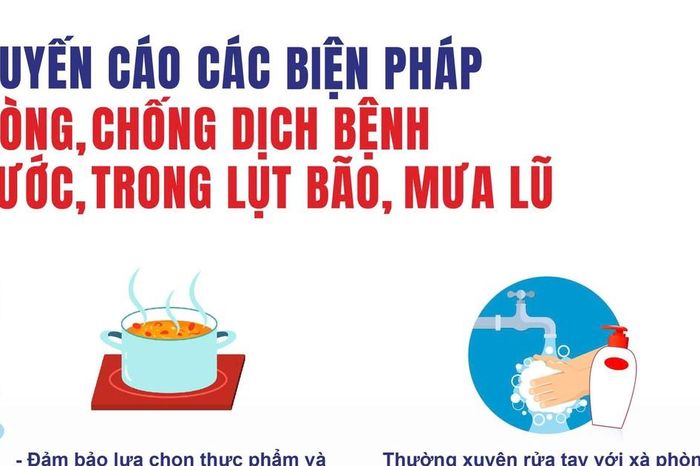 UYẾN CÁO CÁC BIỆN PHÁP
ÒNG, CHỐNG DỊCH BỆNH
ƯỚC, TRONG LỤT BÃO, MƯA LŨ
- Đảm bảo lựa chọn thực phẩm và
Thường xuyên rửa tay với xà phòn